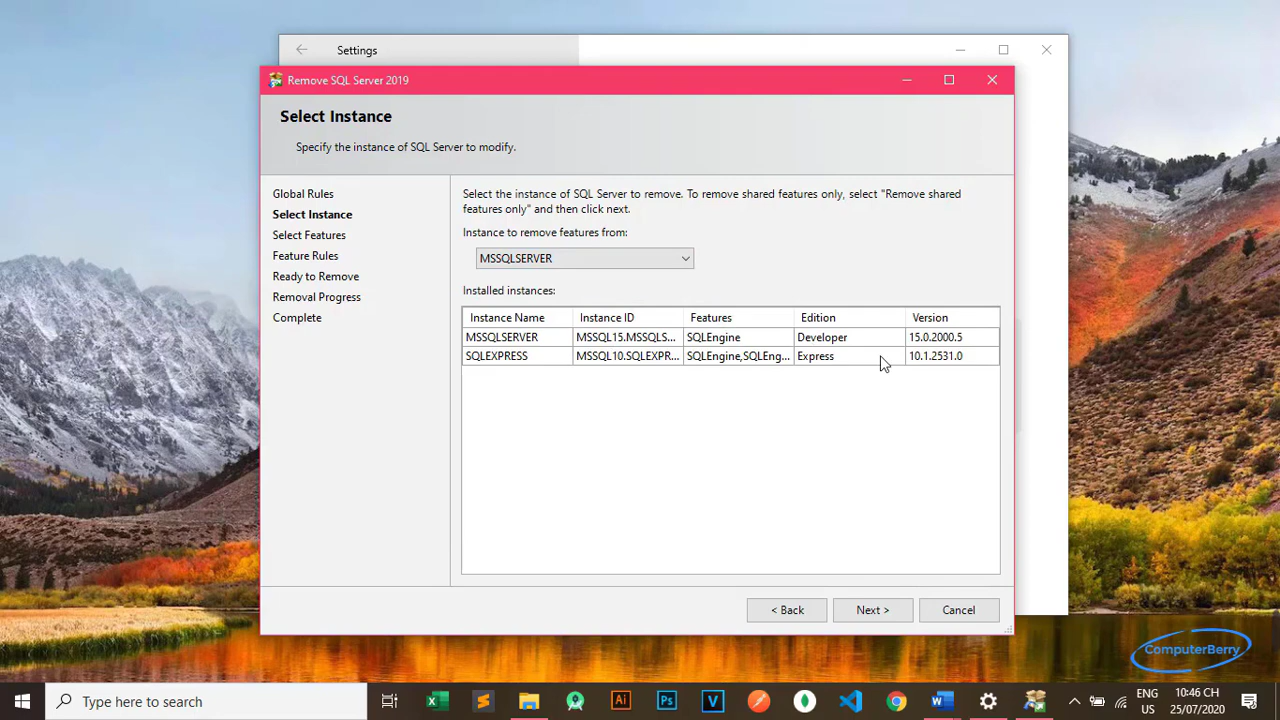 Settings
Remove SQL Server 2019
Select Instance
Specify the instance of SQL Server to modify.
Global Rules
Select Instance
Select Features
Feature Rules
Ready to Remove
Removal Progress
Complete
Select the instance of SQL Server to remove. To remove shared features only, select "Remove shared
features only" and then click next.
Instance to remove features from:
MSSQLSERVER
Installed instances:
Instance Name Instance ID Features Edition Version
MSSQLSERVER MSSQL15.MSSQLS... SQLEngine Developer 15.0.2000.5
SQLEXPRESS MSSQL10.SQLEXPR... SQLEngine,SQLEng... Express 10.1.2531.0
< Back Next > Cancel
ComputerBerry
Type here to search
Ai
Ps
V
ENG
US
10:46 CH
25/07/2020